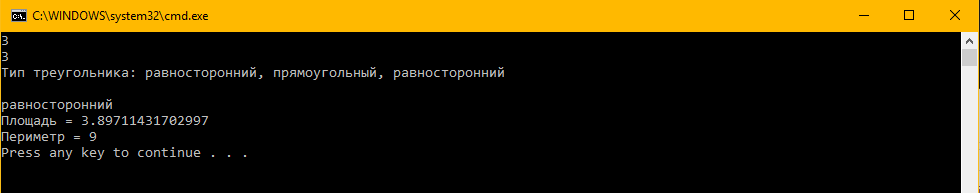 C:\WINDOWS\system32\cmd.exe
3
3
Тип треугольника: равносторонний, прямоугольный, равносторонний
равносторонний
Площадь = 3.89711431702997
Периметр = 9
Press any key to continue . . .